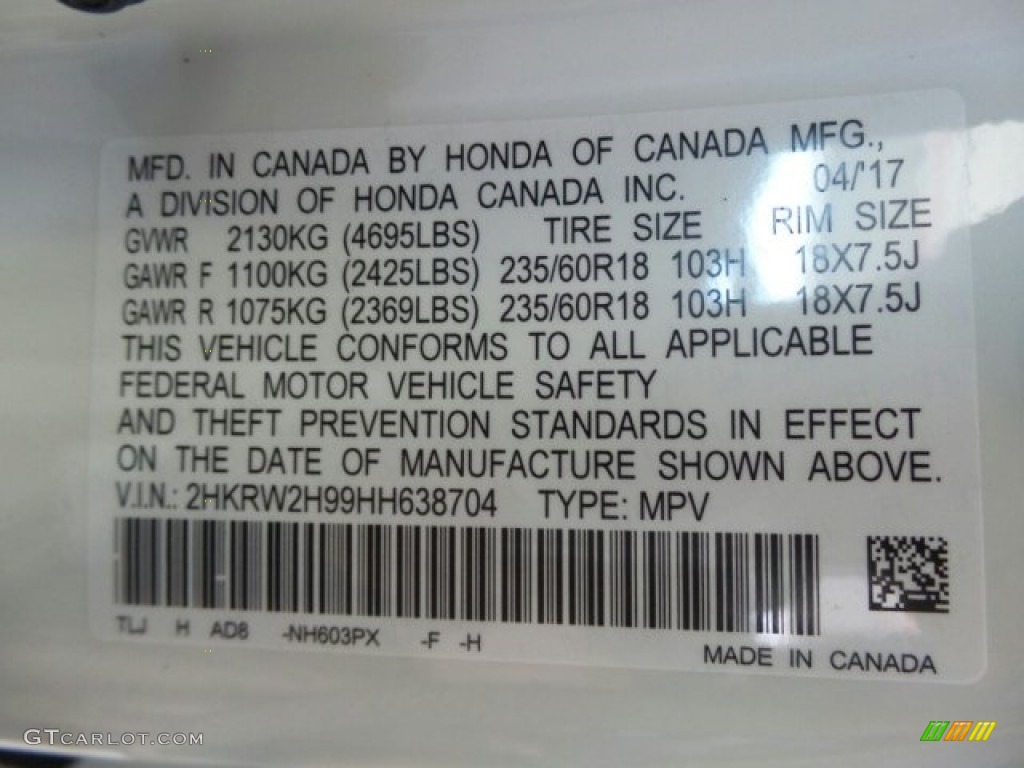 MFD. IN CANADA BY HONDA OF CANADA MFG.,
A DIVISION OF HONDA CANADA INC. 04/'17
GVWR 2130KG (4695LBS) TIRE SIZE RIM SIZE
GAWR F 1100KG (2425LBS) 235/60R18 103H 18X7.5J
GAWR R 1075KG (2369LBS) 235/60R18 103H 18X7.5J
THIS VEHICLE CONFORMS TO ALL APPLICABLE
FEDERAL MOTOR VEHICLE SAFETY
AND THEFT PREVENTION STANDARDS IN EFFECT
ON THE DATE OF MANUFACTURE SHOWN ABOVE.
V.I.N.: 2HKRW2H99HH638704 TYPE: MPV
TLJ H AD8 -NH603PX -F -H
MADE IN CANADA
GTCARLOT.COM